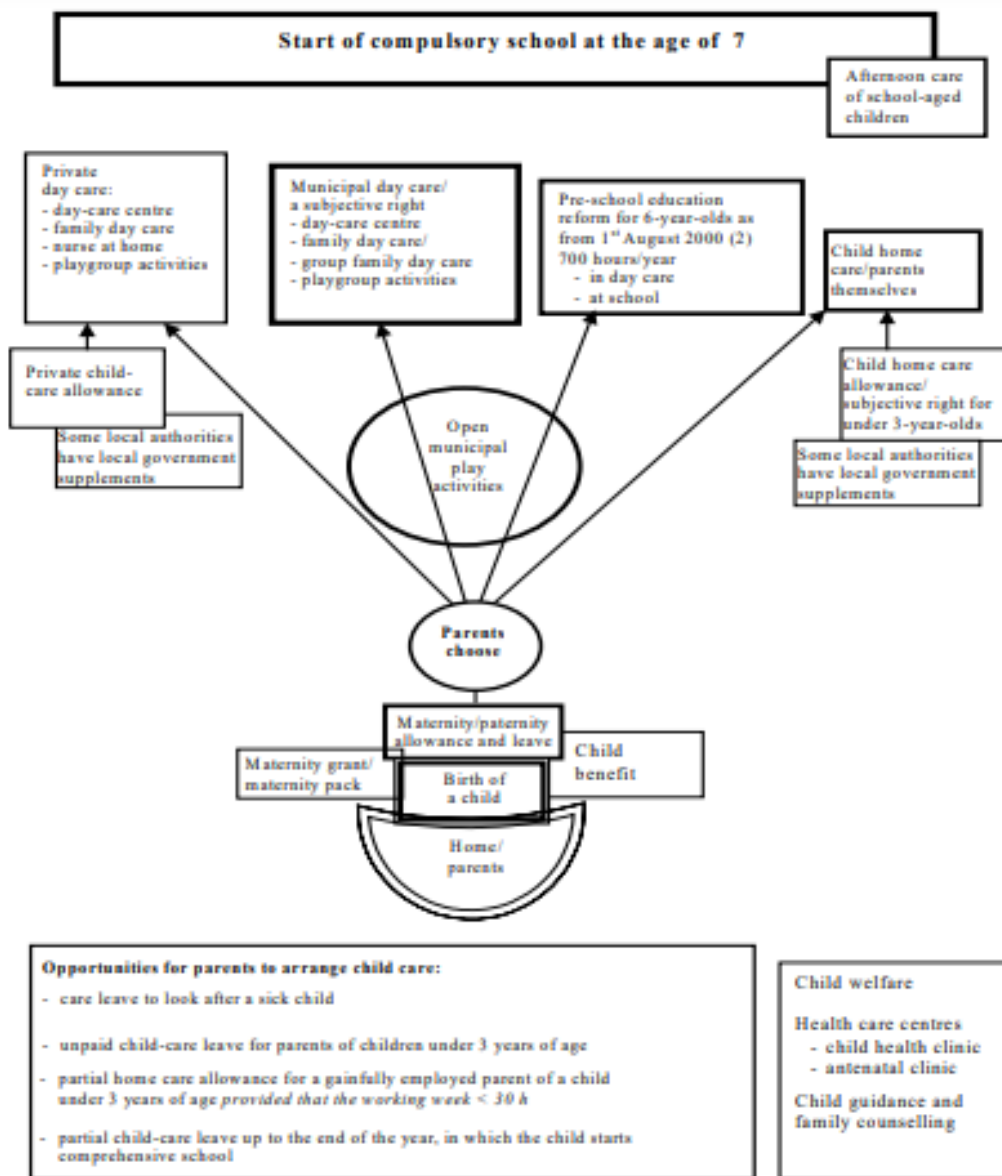 Start of compulsory school at the age of 7
Afternoon care
of school-aged
children
Private
day care:
- day-care centre
- family day care
- nurse at home
- playgroup activities
Municipal day care/
a subjective right
- day-care centre
- family day care/
- group family day care
- playgroup activities
Pre-school education
reform for 6-year-olds as
from 1st August 2000 (2)
700 hours/year
- in day care
- at school
Child home
care/parents
themselves
Private child-
care allowance
Some local authorities
have local government
supplements
Open
municipal
play
activities
Child home care
allowance/
subjective right for
under 3-year-olds
Some local authorities
have local government
supplements
Parents
choose
Maternity/paternity
allowance and leave
Maternity grant/
maternity pack
Birth of
a child
Child
benefit
Home/
parents
Opportunities for parents to arrange child care:
- care leave to look after a sick child
- unpaid child-care leave for parents of children under 3 years of age
- partial home care allowance for a gainfully employed parent of a child
under 3 years of age provided that the working week < 30 h
- partial child-care leave up to the end of the year, in which the child starts
comprehensive school
Child welfare
Health care centres
- child health clinic
- antenatal clinic
Child guidance and
family counselling